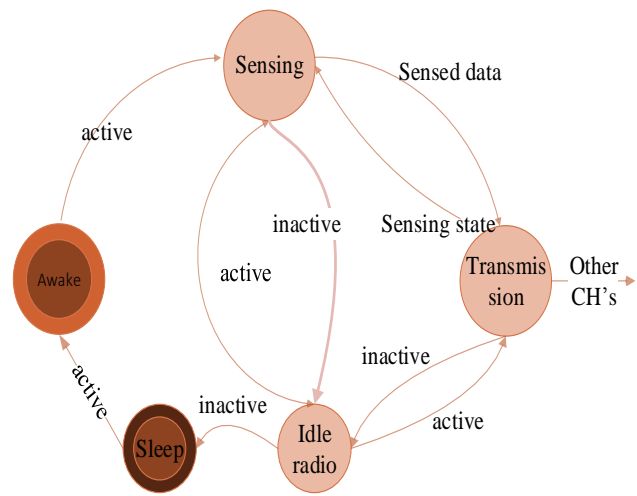 Sensing
Sensed data
active
inactive
Sensing state
active
Awake
Transmis
sion
Other
CH's
inactive
active
active
inactive
Sleep
Idle
radio